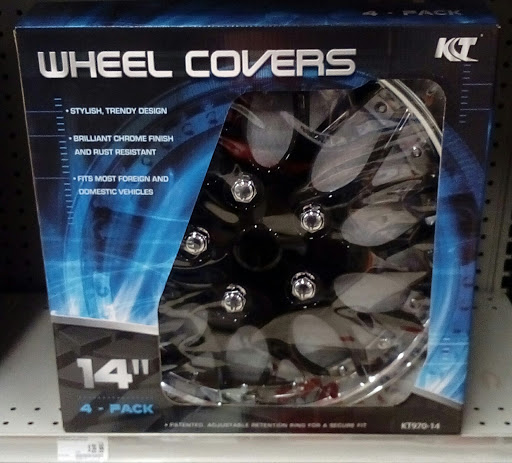 4 - PACK
WHEEL COVERS
KT
• STYLISH, TRENDY DESIGN
• BRILLIANT CHROME FINISH
AND RUST RESISTANT
• FITS MOST FOREIGN AND
DOMESTIC VEHICLES
14"
4 - PACK
• PATENTED, ADJUSTABLE RETENTION RING FOR A SECURE FIT
KT970-14